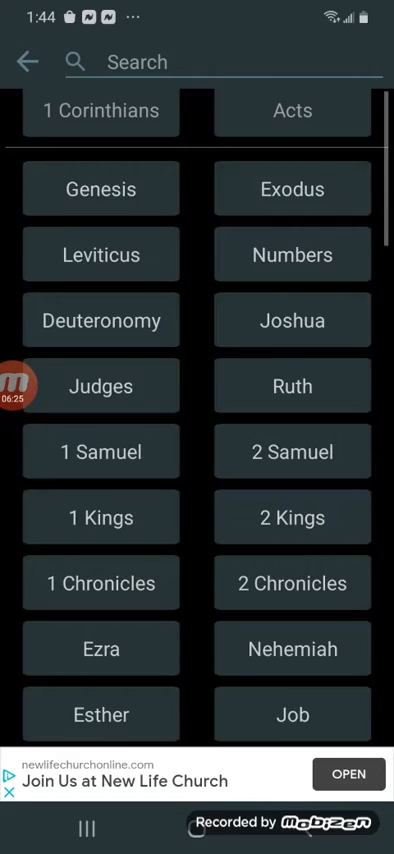 1:44
Search
1 Corinthians Acts
Genesis Exodus
Leviticus Numbers
Deuteronomy Joshua
Judges Ruth
06:25
1 Samuel 2 Samuel
1 Kings 2 Kings
1 Chronicles 2 Chronicles
Ezra Nehemiah
Esther Job
newlifechurchonline.com
Join Us at New Life Church
OPEN
Recorded by mobizen